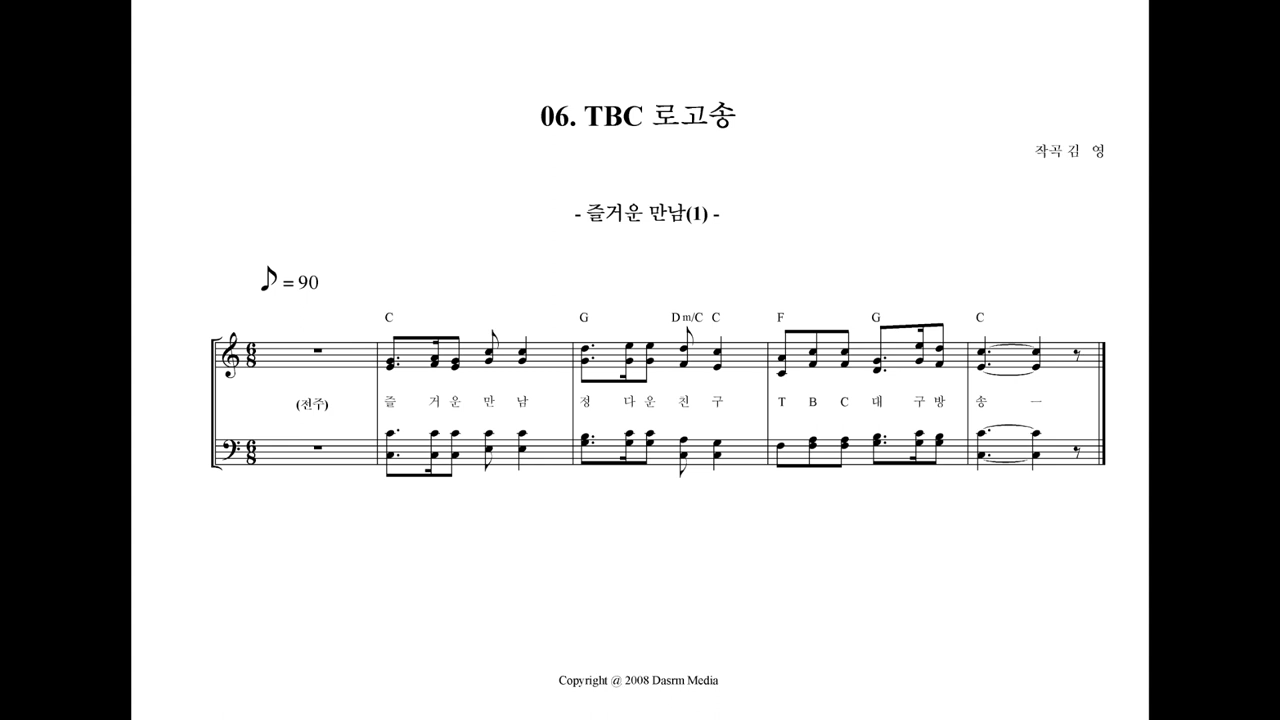 06. TBC 로고송
작곡 김 영
- 즐거운 만남(1) -
♪ = 90
C G Dm/C C F G C
(전주) 즐 거 운 만 남 정 다 운 친 구 T B C 대 구 방 송 ㅡ
Copyright @ 2008 Dasrm Media